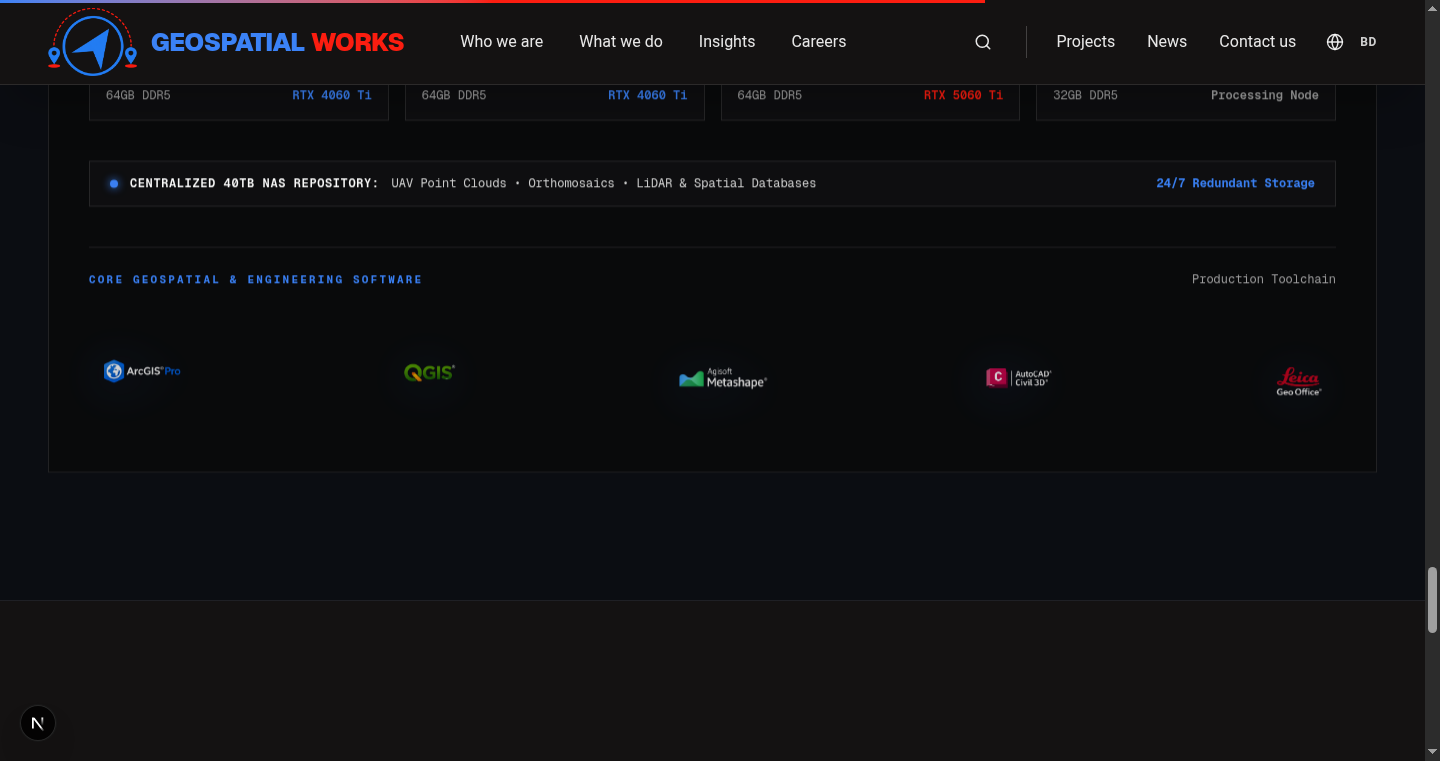 GEOSPATIAL WORKS
Who we are
What we do
Insights
Careers
Projects
News
Contact us
BD
64GB DDR5
RTX 4060 Ti
64GB DDR5
RTX 4060 Ti
64GB DDR5
RTX 5060 Ti
32GB DDR5
Processing Node
CENTRALIZED 40TB NAS REPOSITORY: UAV Point Clouds • Orthomosaics • LiDAR & Spatial Databases
24/7 Redundant Storage
CORE GEOSPATIAL & ENGINEERING SOFTWARE
Production Toolchain
ArcGIS® Pro
QGIS®
Agisoft
Metashape®
C
AutoCAD®
Civil 3D®
Leica
Geo Office®
N